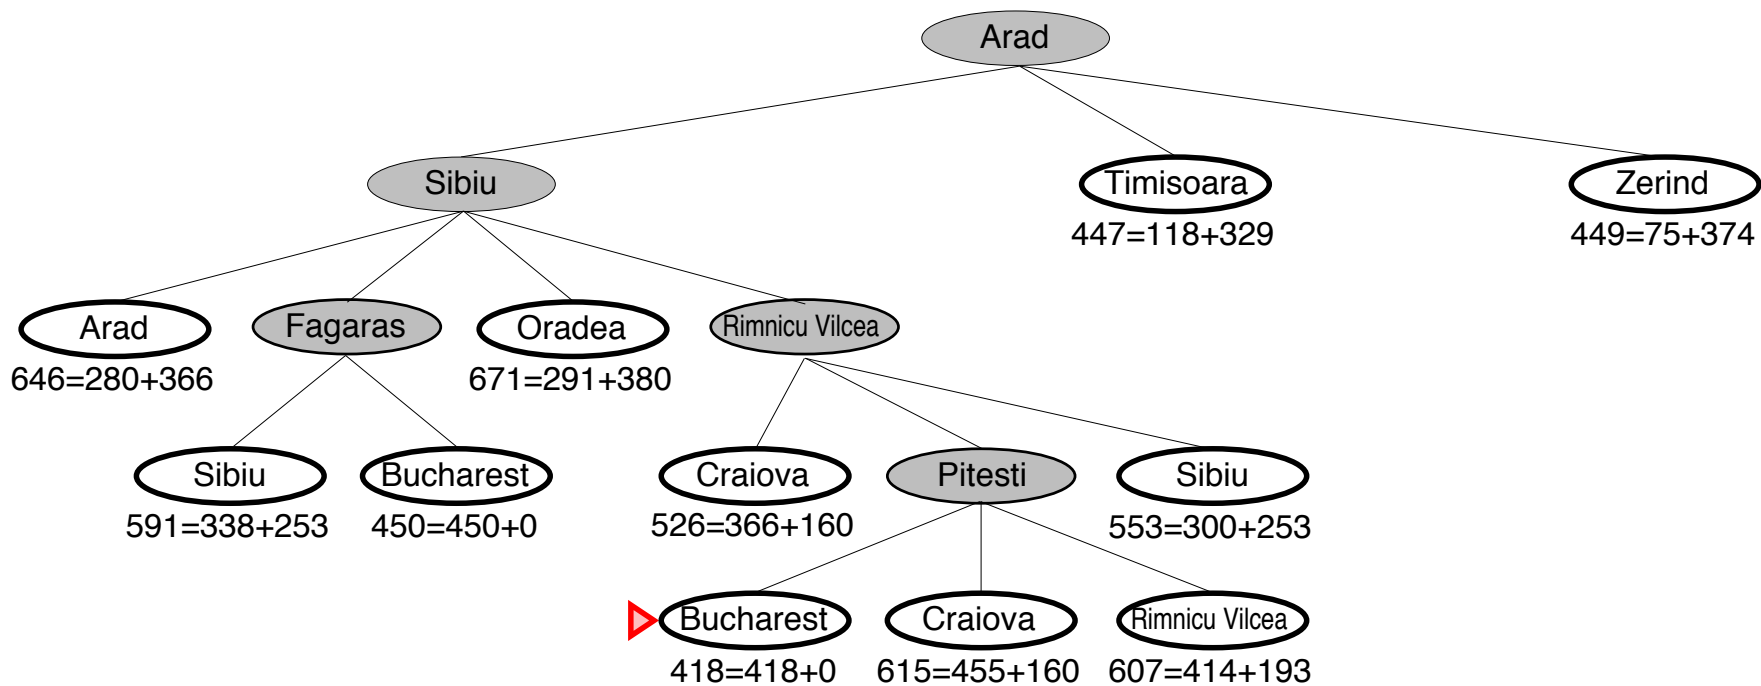 Arad
Sibiu
Timisoara
Zerind
447=118+329
449=75+374
Arad
Fagaras
Oradea
Rimnicu Vilcea
646=280+366
671=291+380
Sibiu
Bucharest
Craiova
Pitesti
Sibiu
591=338+253
450=450+0
526=366+160
553=300+253
Bucharest
Craiova
Rimnicu Vilcea
418=418+0
615=455+160
607=414+193